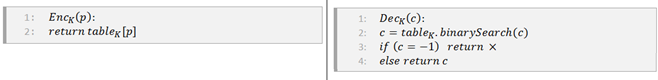 1: Enc_K(p):
2: return table_K[p]
1: Dec_K(c):
2: c = table_K.binarySearch(c)
3: if (c = −1) return ×
4: else return c